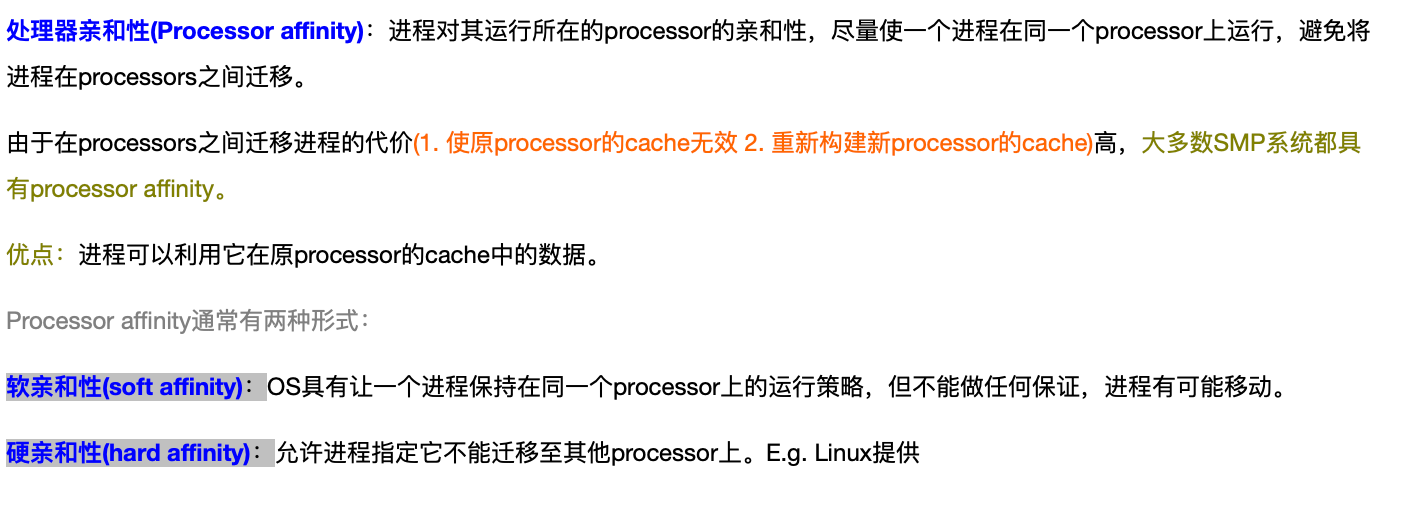 处理器亲和性(Processor affinity)：进程对其运行所在的processor的亲和性，尽量使一个进程在同一个processor上运行，避免将
进程在processors之间迁移。
由于在processors之间迁移进程的代价(1. 使原processor的cache无效 2. 重新构建新processor的cache)高，大多数SMP系统都具
有processor affinity。
优点：进程可以利用它在原processor的cache中的数据。
Processor affinity通常有两种形式：
软亲和性(soft affinity)：OS具有让一个进程保持在同一个processor上的运行策略，但不能做任何保证，进程有可能移动。
硬亲和性(hard affinity)：允许进程指定它不能迁移至其他processor上。E.g. Linux提供